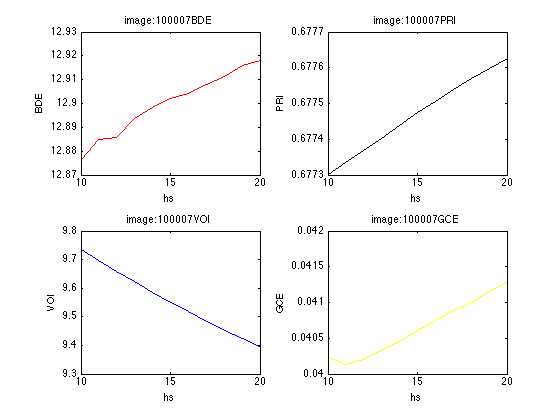 image:100007BDE
12.93
12.92
12.91
12.9
12.89
12.88
12.87
BDE
10
15
20
hs
image:100007PRI
0.6777
0.6776
0.6775
0.6774
0.6773
PRI
10
15
20
hs
image:100007VOI
9.8
9.7
9.6
9.5
9.4
9.3
VOI
10
15
20
hs
image:100007GCE
0.042
0.0415
0.041
0.0405
0.04
GCE
10
15
20
hs